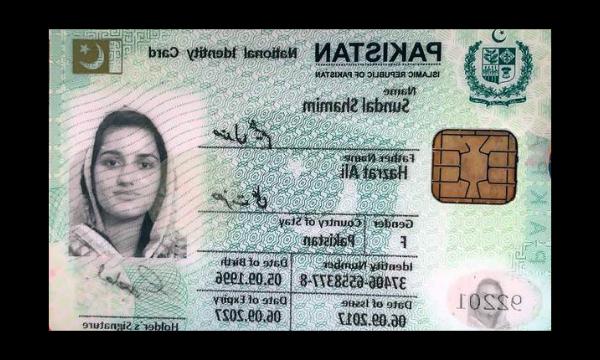 PAKISTAN National Identity Card
ISLAMIC REPUBLIC OF PAKISTAN
Name
Sundal Shamim
Father Name
Hazrat Ali
Gender Country of Stay
F Pakistan
Identity Number Date of Birth
37406-6558377-8 05.09.1996
Date of Issue Date of Expiry
06.09.2017 06.09.2027
Holder's Signature
92201